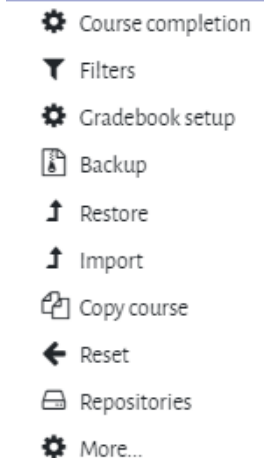 Course completion
Filters
Gradebook setup
Backup
Restore
Import
Copy course
Reset
Repositories
More...